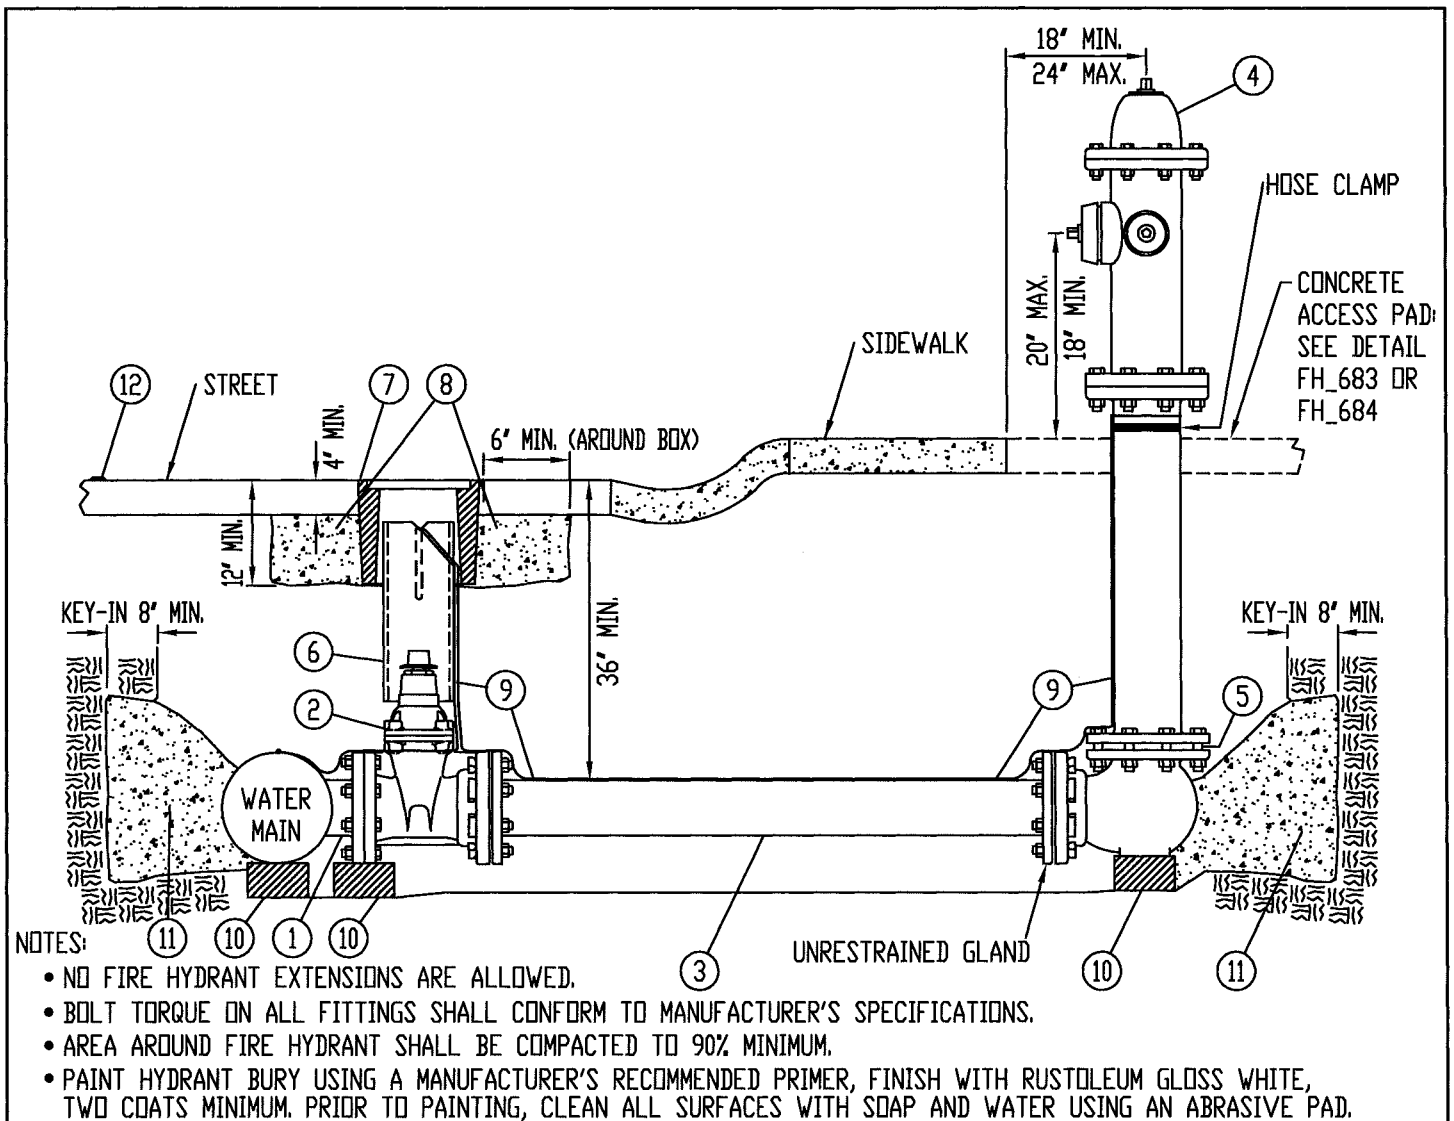 18" MIN.
24" MAX.
4
HOSE CLAMP
CONCRETE
ACCESS PAD:
SEE DETAIL
FH_683 OR
FH_684
20" MAX.
18" MIN.
SIDEWALK
12
STREET
7
8
4" MIN.
6" MIN. (AROUND BOX)
12" MIN.
36" MIN.
KEY-IN 8" MIN.
KEY-IN 8" MIN.
6
2
9
9
5
WATER
MAIN
11
10
1
10
3
UNRESTRAINED GLAND
10
11
NOTES:
• NO FIRE HYDRANT EXTENSIONS ARE ALLOWED.
• BOLT TORQUE ON ALL FITTINGS SHALL CONFORM TO MANUFACTURER'S SPECIFICATIONS.
• AREA AROUND FIRE HYDRANT SHALL BE COMPACTED TO 90% MINIMUM.
• PAINT HYDRANT BURY USING A MANUFACTURER'S RECOMMENDED PRIMER, FINISH WITH RUSTOLEUM GLOSS WHITE,
TWO COATS MINIMUM. PRIOR TO PAINTING, CLEAN ALL SURFACES WITH SOAP AND WATER USING AN ABRASIVE PAD.